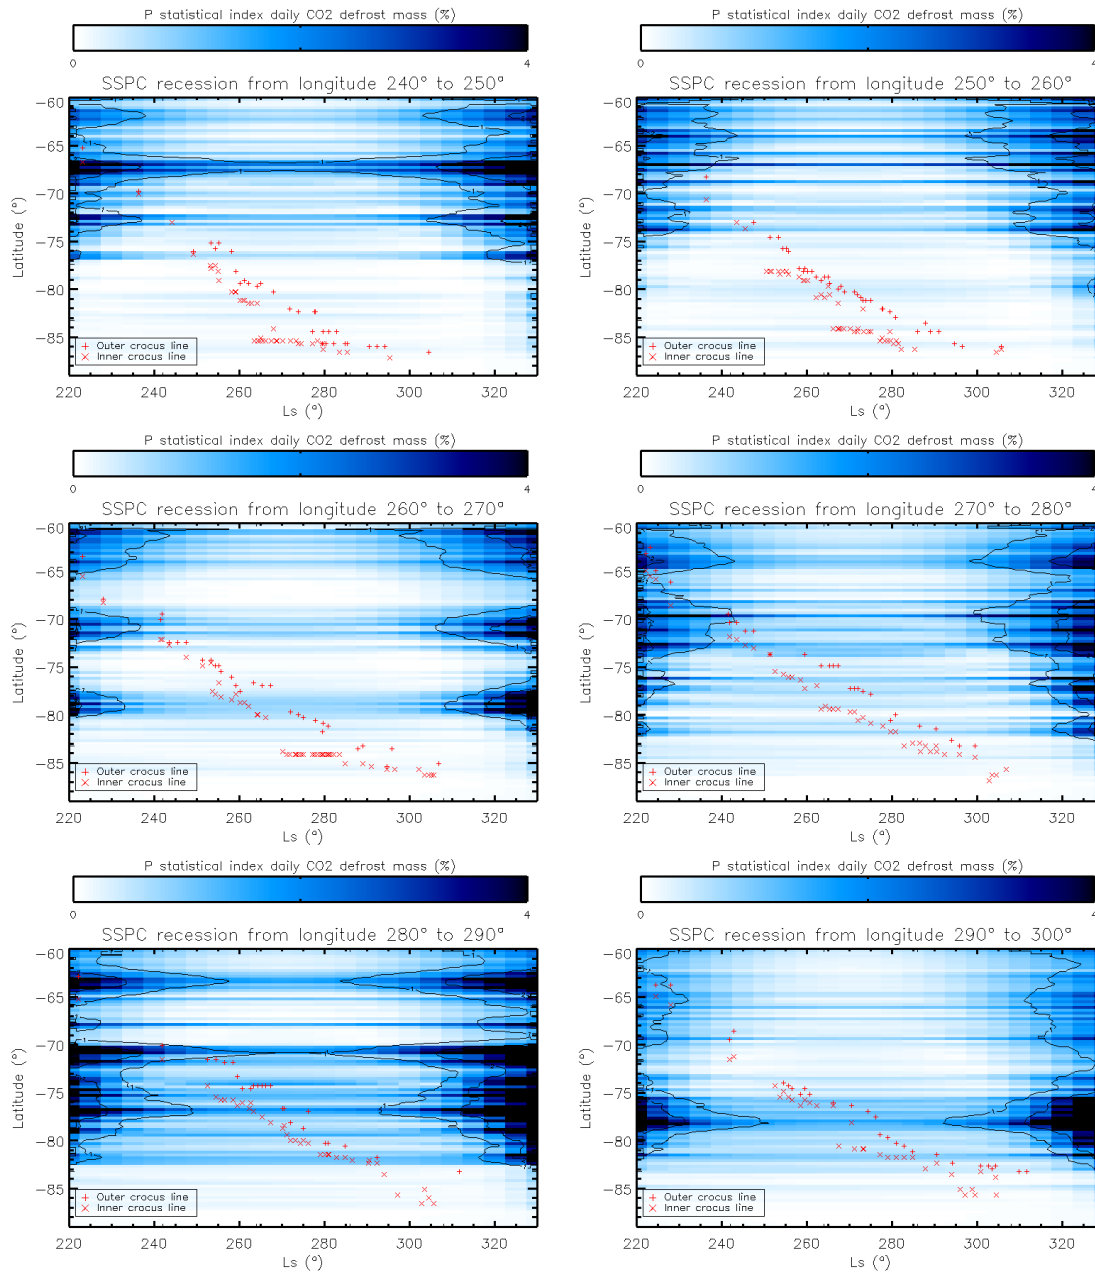 P statistical index daily CO2 defrost mass (%)
0 4
SSPC recession from longitude 240° to 250°
-60
-65
-70
-75
-80
-85
Latitude (°)
1
1
+ Outer crocus line
× Inner crocus line
220 240 260 280 300 320
Ls (°)
P statistical index daily CO2 defrost mass (%)
0 4
SSPC recession from longitude 250° to 260°
-60
-65
-70
-75
-80
-85
Latitude (°)
+ Outer crocus line
× Inner crocus line
220 240 260 280 300 320
Ls (°)
P statistical index daily CO2 defrost mass (%)
0 4
SSPC recession from longitude 260° to 270°
-60
-65
-70
-75
-80
-85
Latitude (°)
+ Outer crocus line
× Inner crocus line
220 240 260 280 300 320
Ls (°)
P statistical index daily CO2 defrost mass (%)
0 4
SSPC recession from longitude 270° to 280°
-60
-65
-70
-75
-80
-85
Latitude (°)
+ Outer crocus line
× Inner crocus line
220 240 260 280 300 320
Ls (°)
P statistical index daily CO2 defrost mass (%)
0 4
SSPC recession from longitude 280° to 290°
-60
-65
-70
-75
-80
-85
Latitude (°)
+ Outer crocus line
× Inner crocus line
220 240 260 280 300 320
Ls (°)
P statistical index daily CO2 defrost mass (%)
0 4
SSPC recession from longitude 290° to 300°
-60
-65
-70
-75
-80
-85
Latitude (°)
+ Outer crocus line
× Inner crocus line
220 240 260 280 300 320
Ls (°)